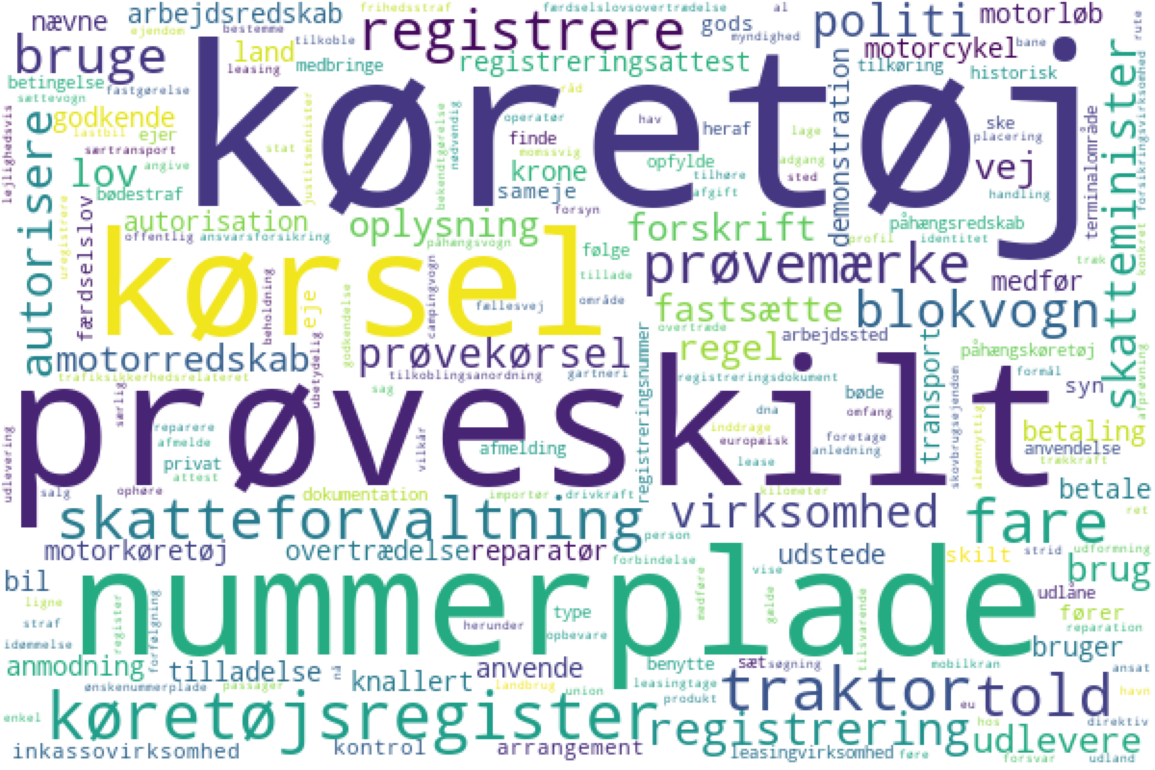 nævne arbejdsredskab frihedsstraf færdselslovsovertrædelse al
ejendom bestemme registrere gods politi motorløb
bruge land tilkoble myndighed motorcykel bane rute
leasing medbringe registreringsattest tilkøring historisk
betingelse fastgørelse råd
sættevogn køretøj
godkende lastbil ejer operatør hav ske
særtransport stat finde heraf lage placering
momssvig adgang vej
lov angive krone opfylde sted
bødestraf sameje tilhøre handling
autorisation forsyn afgift
oplysning forskrift påhængsredskab
offentlig ansvarsforsikring påhængsvogn følge profil identitet
kørsel prøvemærke træk
tillade medfør
fællesvej område fastsætte blokvogn
overtræde arbejdssted
motorredskab prøvekørsel regel påhængskøretøj
trafiksikkerhedsrelateret tilkoblingsanordning gartneri registreringsdokument formål
sag syn
prøveskilt
særlig bøde dna omfang
reparere inddrage foretage betaling
afmelde afmelding europæisk anledning anvendelse
privat lease trækkraft
attest vilkår
salg ophøre dokumentation importør drivkraft kilometer betale
skatteforvaltning virksomhed fare ret
person
motorkøretøj overtrædelse reparatør udstede skilt strid udformning
forbindelse brug
bil nummerplade vise
ligne type udlåne
straf herunder opbevare fører
idømmelse reparation
bruger
anmodning tilladelse anvende benytte sæt søgning mobilkran
ønskenummerplade passager nå knallert landbrug union leasingtage traktor ansat
produkt eu told havn
enkel køretøjsregister registrering hos direktiv
udlevere
inkassovirksomhed kontrol arrangement leasingvirksomhed føre forsvar udland
lejlighedsvis
autorisere
udlevering
uregistrere
færdselslov
register
forfølgning
beholdning
justitsminister
eje
ubetydelig
godkendelse
campingvogn
bekendtgørelse
nødvendig
registreringsnummer
medføre
gælde
demonstration
tilsvarende
transport
skovbrugsejendom
almennyttig
terminalområde
skatteminister
konkret
forsikringsvirksomhed
afprøvning